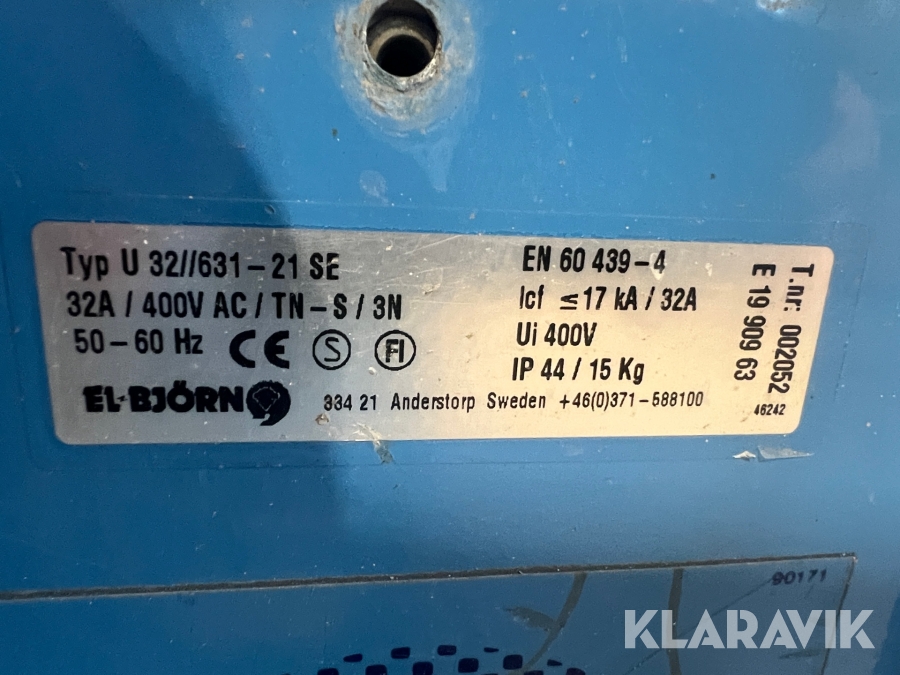 Typ U 32//631-21 SE
32A / 400V AC / TN-S / 3N
50-60 Hz CE S FI
EL-BJÖRN
334 21 Anderstorp Sweden +46(0)371-588100
EN 60 439-4
Icf ≤17 kA / 32A
Ui 400V
IP 44 / 15 Kg
T.nr: 002052
E 19 909 63
46242
90171
KLARAVIK